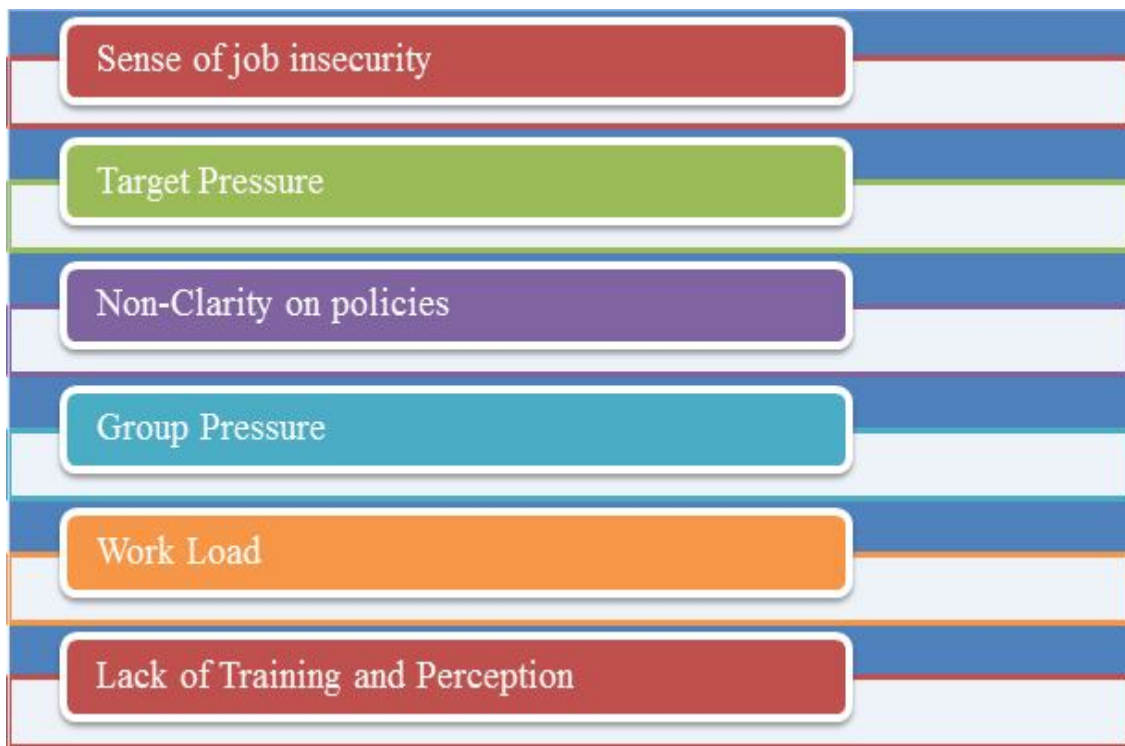 Sense of job insecurity
Target Pressure
Non-Clarity on policies
Group Pressure
Work Load
Lack of Training and Perception